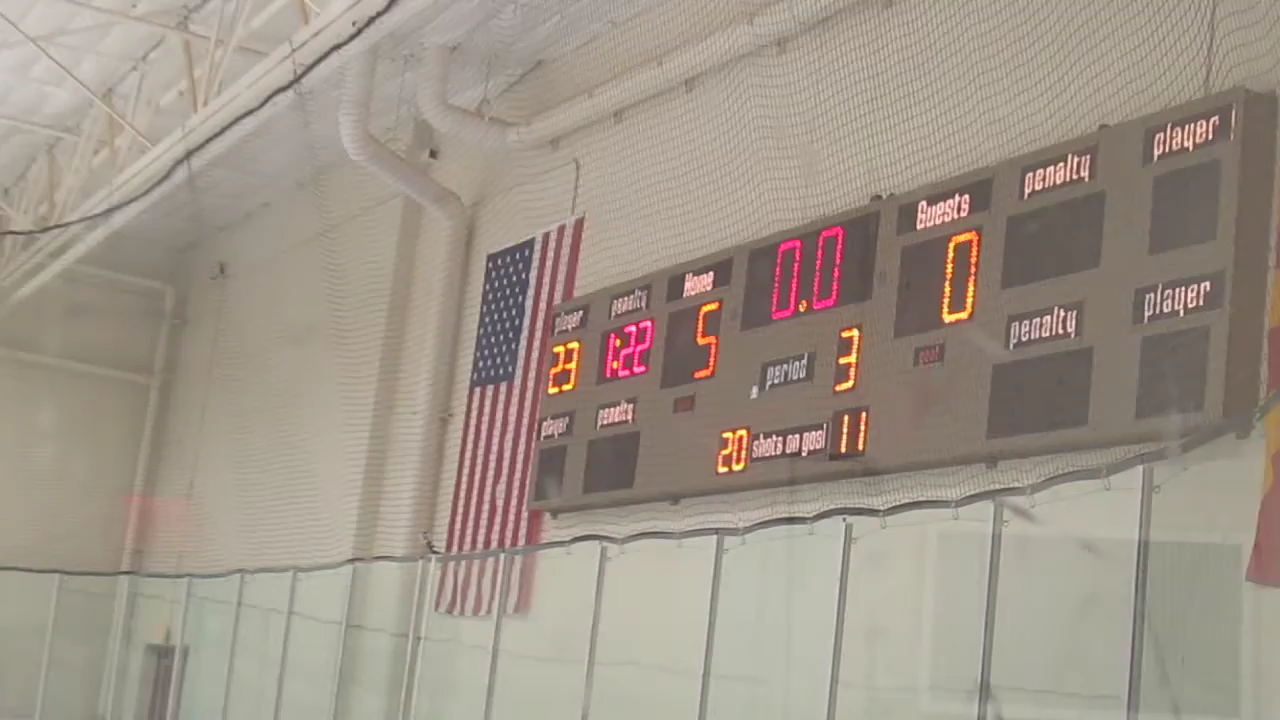 player penalty Home 0.0 Guests penalty player
23 1:22 5 0
player penalty period 3 goal penalty player
20 shots on goal 11